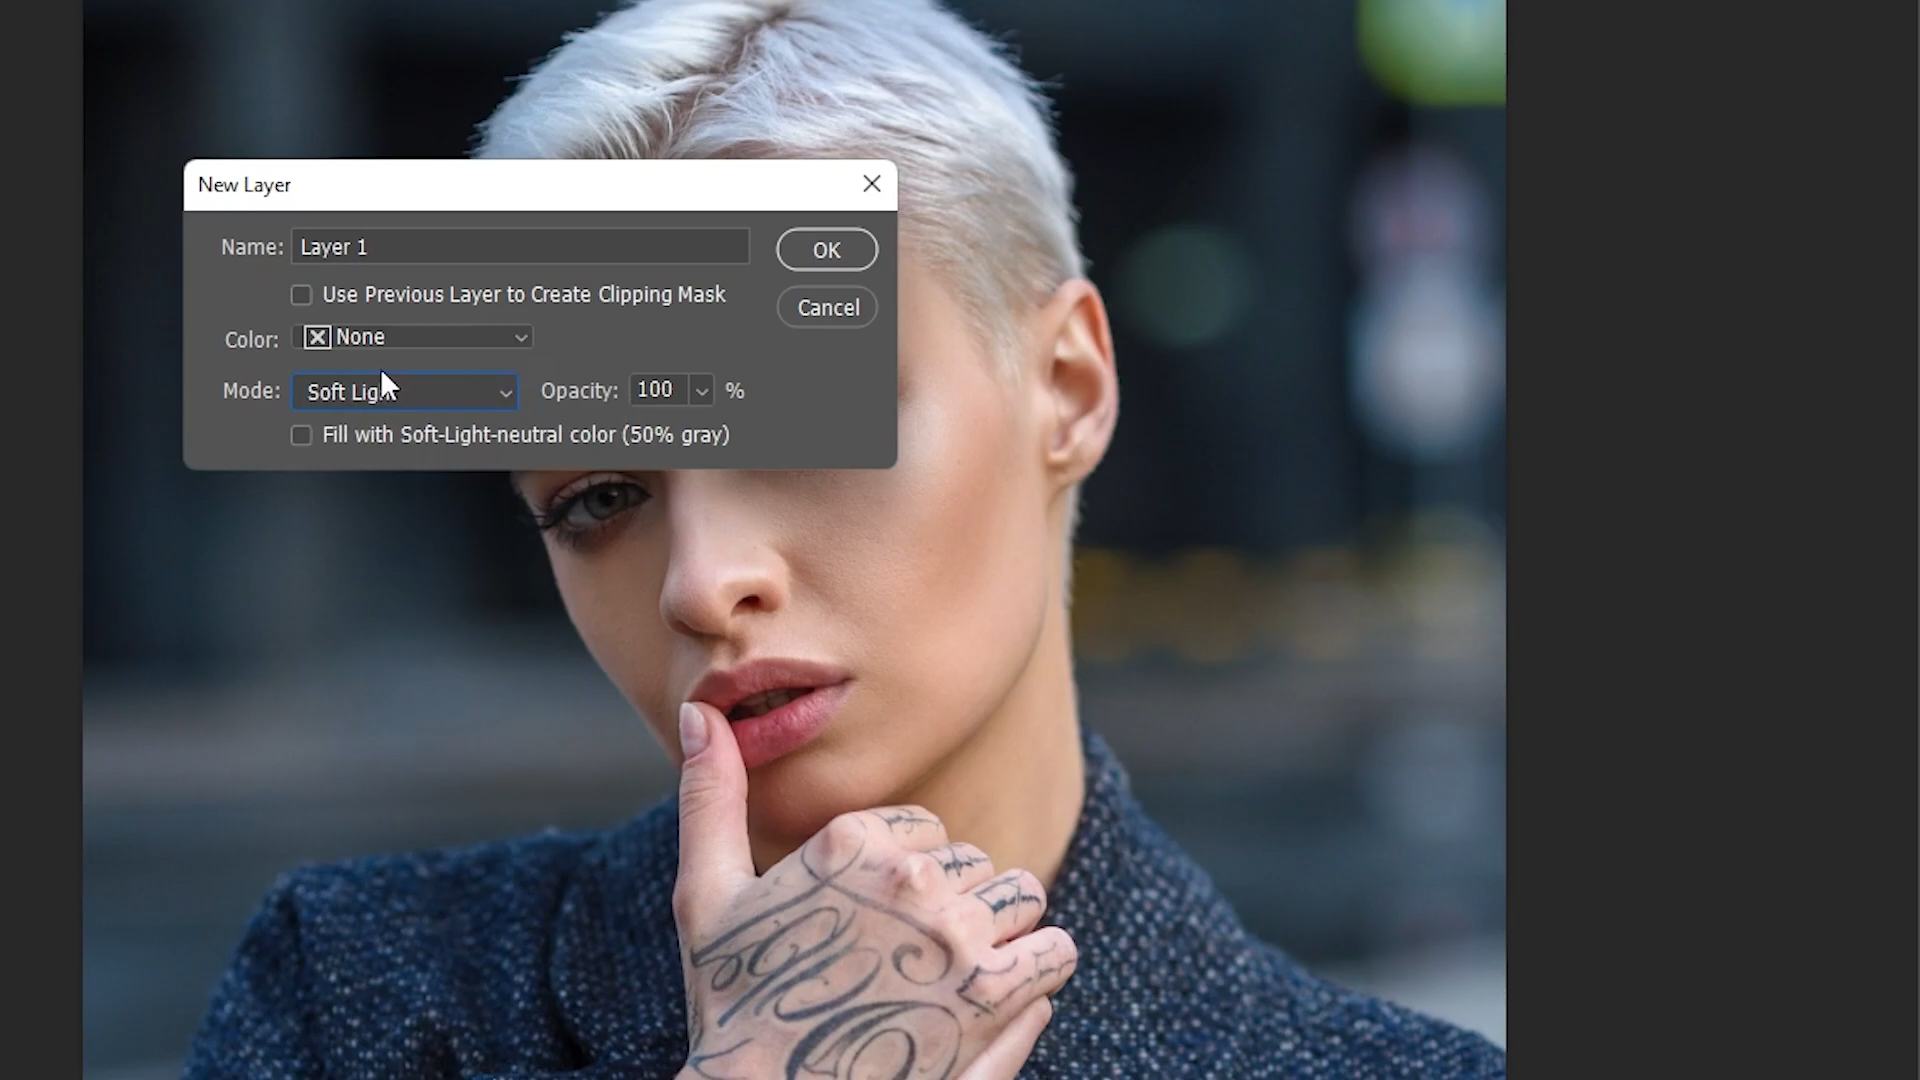 New Layer
Name: Layer 1
OK
Use Previous Layer to Create Clipping Mask
Cancel
Color: None
Mode: Soft Light Opacity: 100 %
Fill with Soft-Light-neutral color (50% gray)